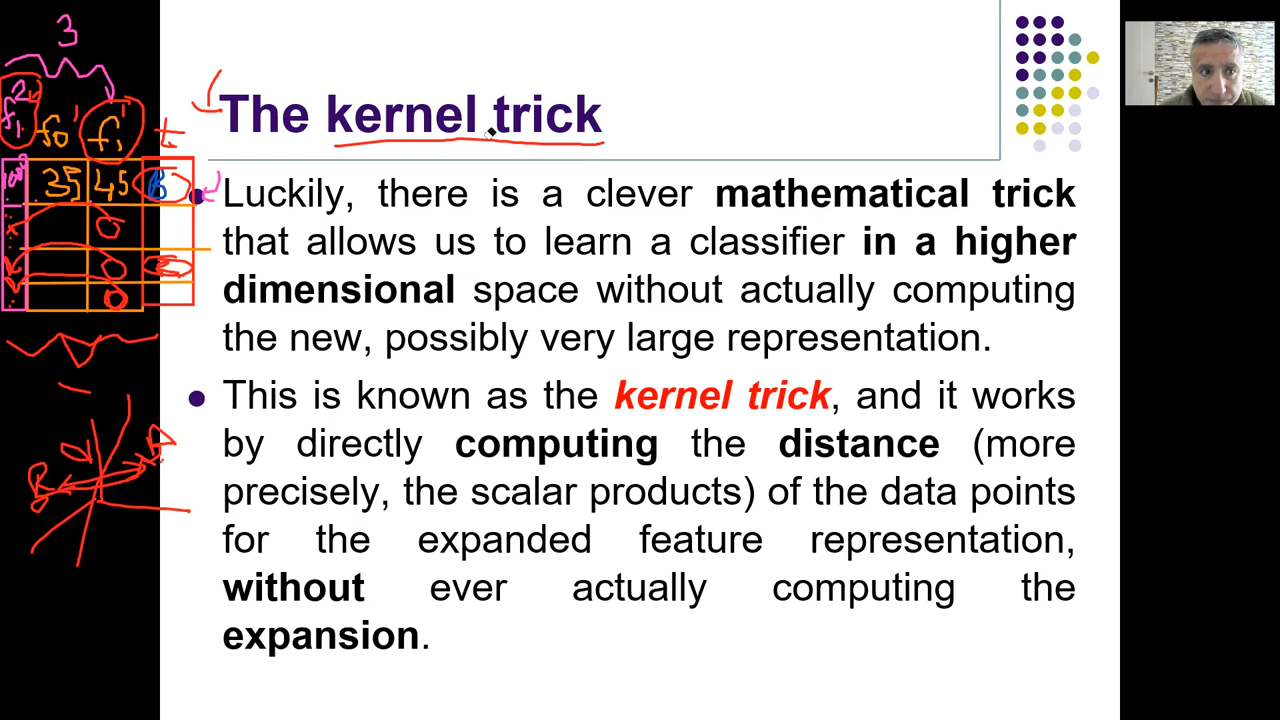 3
f₁² f₀¹ f₁¹ t
35 45 B
The kernel trick
Luckily, there is a clever mathematical trick
that allows us to learn a classifier in a higher
dimensional space without actually computing
the new, possibly very large representation.
This is known as the kernel trick, and it works
by directly computing the distance (more
precisely, the scalar products) of the data points
for the expanded feature representation,
without ever actually computing the
expansion.